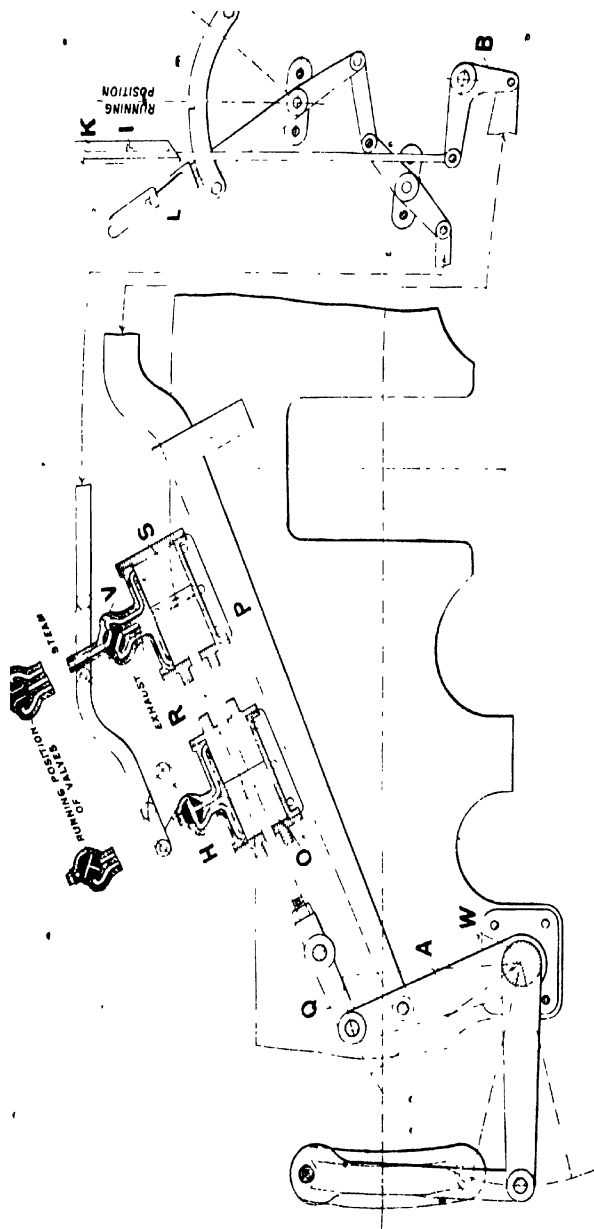 B
RUNNING
POSITION
K
I
L
STEAM
V
S
EXHAUST
P
RUNNING POSITION
OF VALVES
R
H
O
Q
A
W